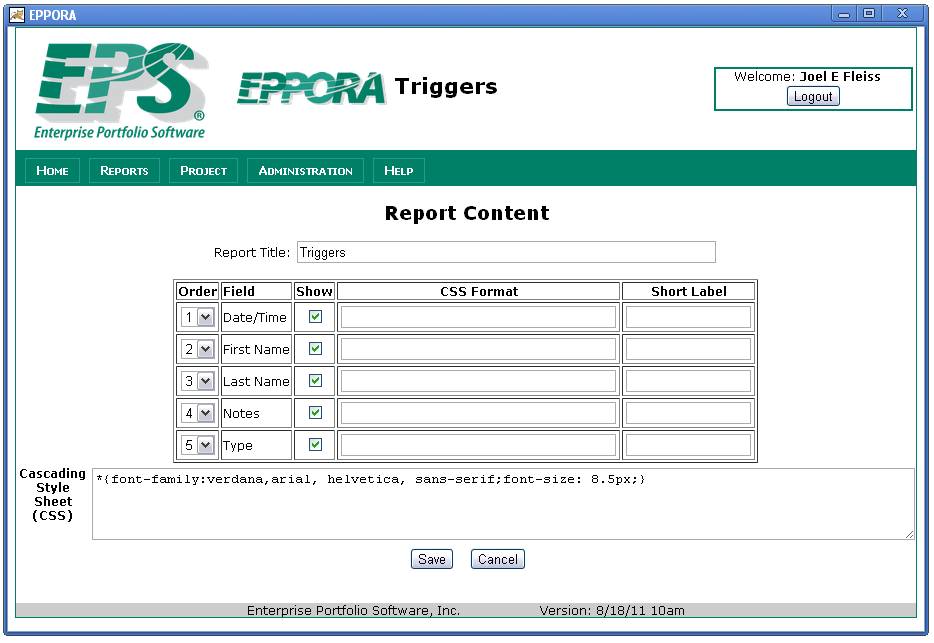 EPPORA
EPS®
Enterprise Portfolio Software
EPPORA Triggers
Welcome: Joel E Fleiss
Logout
Home Reports Project Administration Help
Report Content
Report Title: Triggers
Order Field Show CSS Format Short Label
1 Date/Time
2 First Name
3 Last Name
4 Notes
5 Type
Cascading
Style
Sheet
(CSS)
*{font-family:verdana,arial, helvetica, sans-serif;font-size: 8.5px;}
Save Cancel
Enterprise Portfolio Software, Inc. Version: 8/18/11 10am